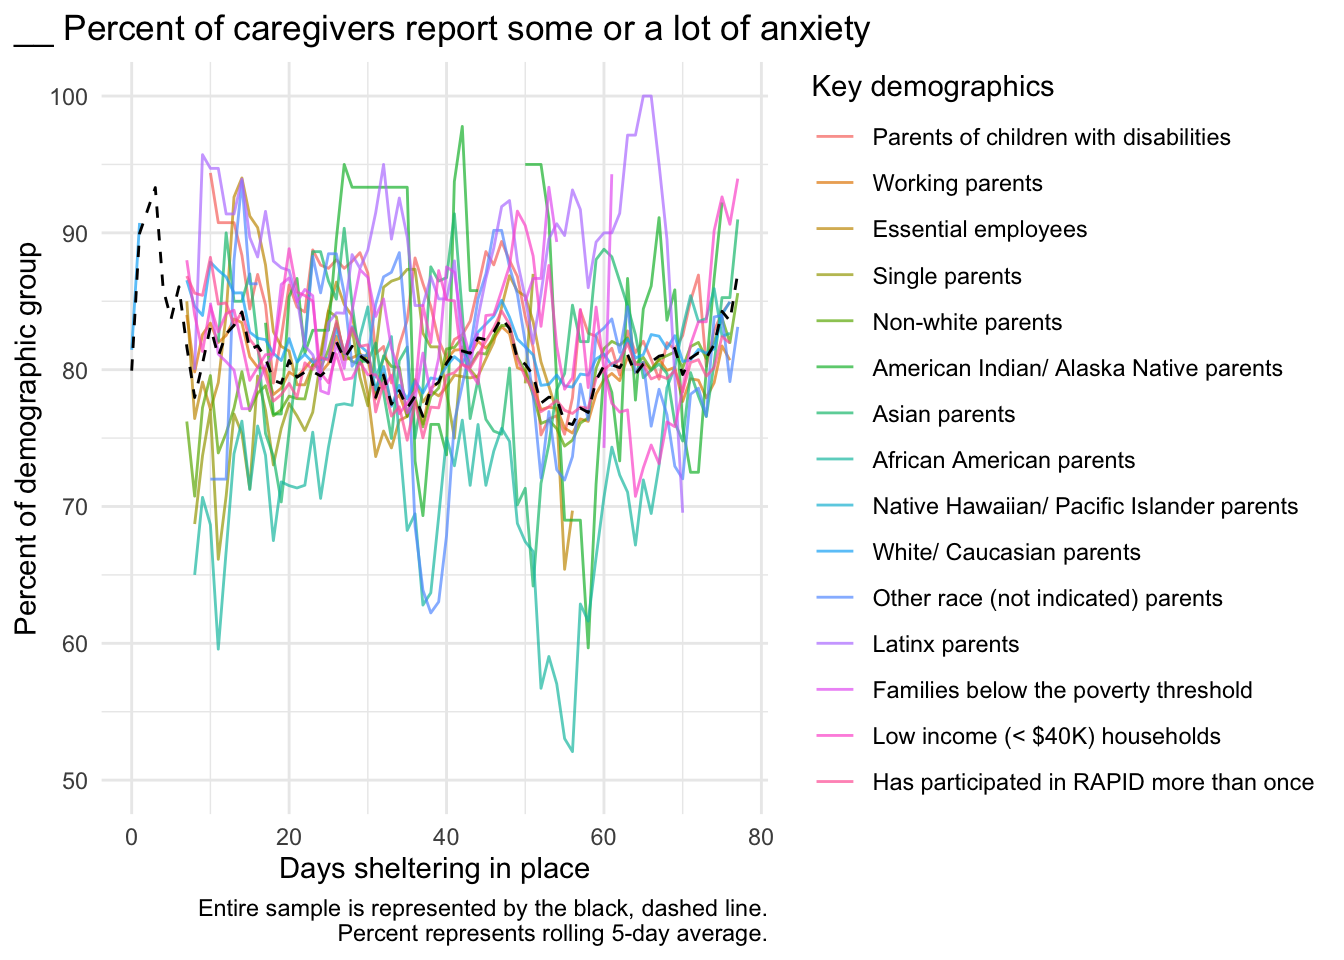 __ Percent of caregivers report some or a lot of anxiety
Percent of demographic group
100
90
80
70
60
50
0 20 40 60 80
Days sheltering in place
Key demographics
Parents of children with disabilities
Working parents
Essential employees
Single parents
Non-white parents
American Indian/ Alaska Native parents
Asian parents
African American parents
Native Hawaiian/ Pacific Islander parents
White/ Caucasian parents
Other race (not indicated) parents
Latinx parents
Families below the poverty threshold
Low income (< $40K) households
Has participated in RAPID more than once
Entire sample is represented by the black, dashed line.
Percent represents rolling 5-day average.